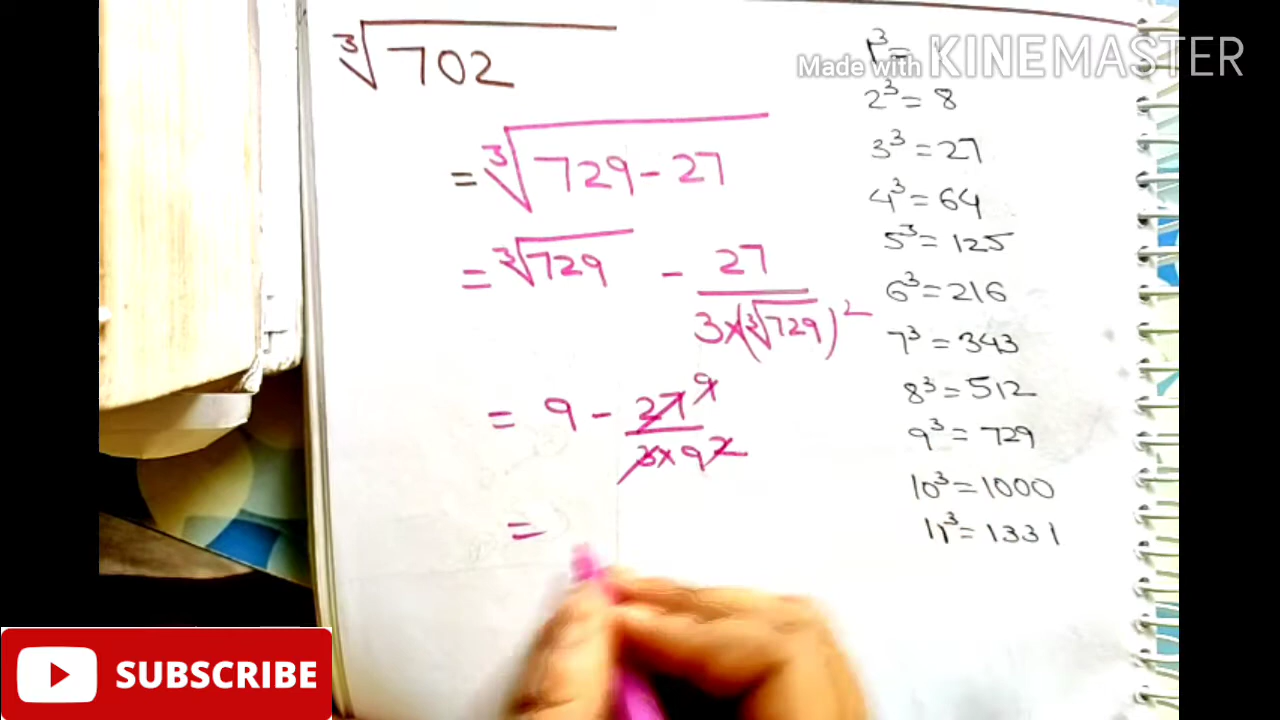 ∛702
= ∛729 - 27
= ∛729 - 27 / 3×(∛729)²
= 9 - 27 9 / 3×9²
=
1³ =
2³ = 8
3³ = 27
4³ = 64
5³ = 125
6³ = 216
7³ = 343
8³ = 512
9³ = 729
10³ = 1000
11³ = 1331
Made with KINEMASTER
SUBSCRIBE